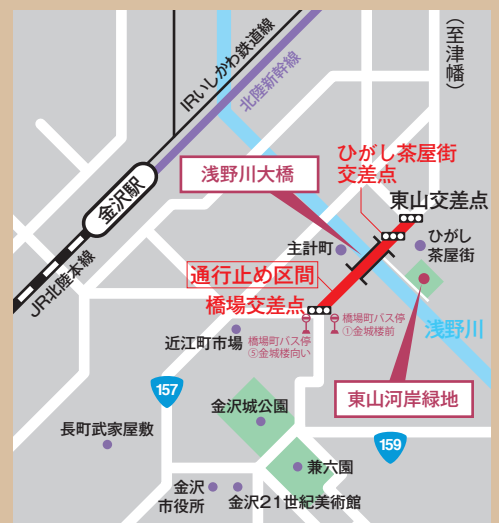 （至津幡）
IRいしかわ鉄道線
北陸新幹線
金沢駅
JR北陸本線
浅野川大橋
ひがし茶屋街
交差点
東山交差点
主計町
ひがし
茶屋街
通行止め区間
橋場交差点
浅野川
近江町市場
橋場町バス停
⑤金城楼向い
橋場町バス停
①金城楼前
東山河岸緑地
157
金沢城公園
159
長町武家屋敷
兼六園
金沢
市役所
金沢21世紀美術館